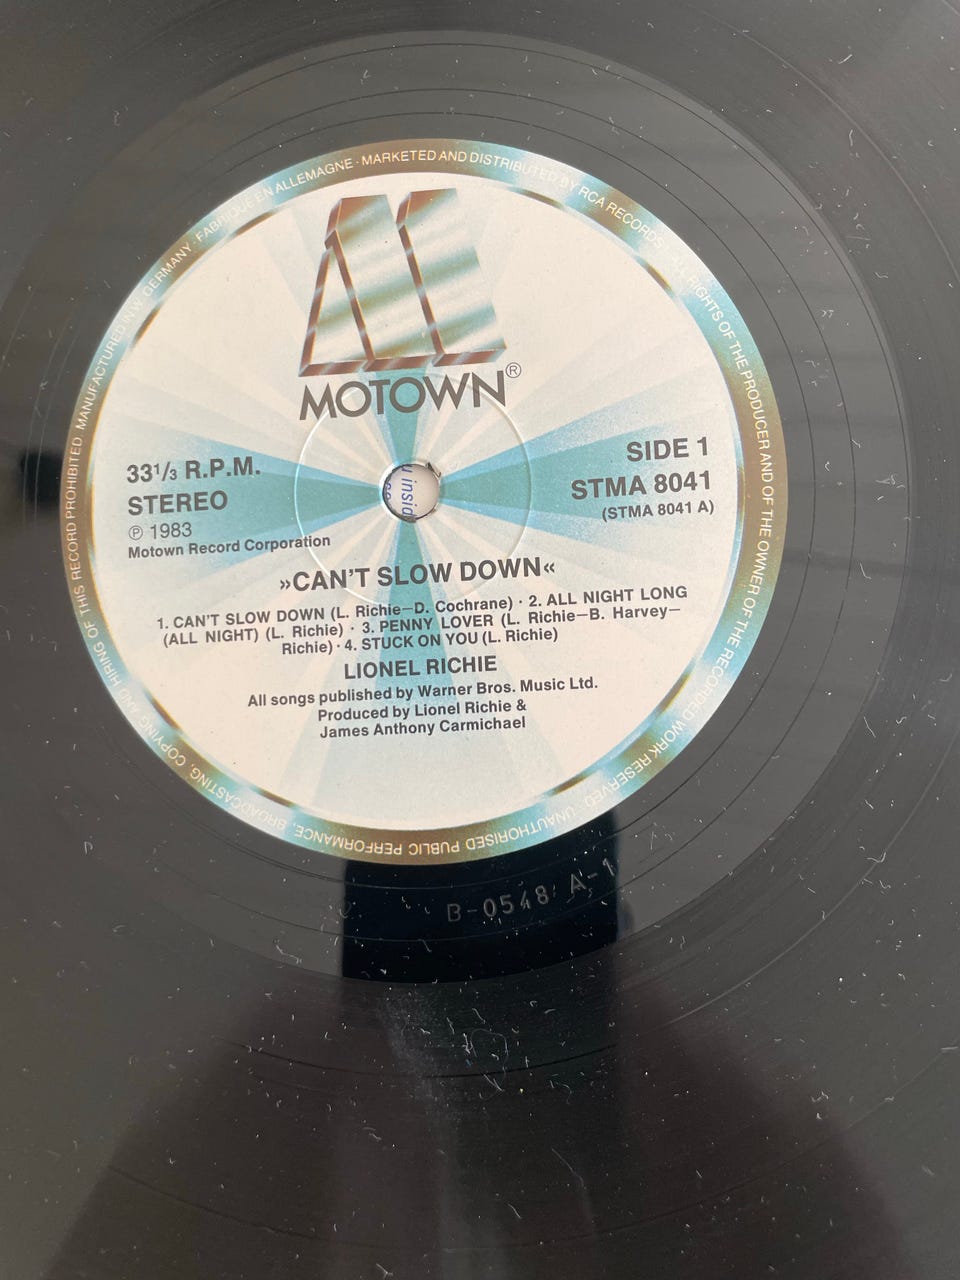 MANUFACTURED IN W. GERMANY · FABRIQUÉ EN ALLEMAGNE · MARKETED AND DISTRIBUTED BY RCA RECORDS · ALL RIGHTS OF THE PRODUCER AND OF THE OWNER OF THE RECORDED WORK RESERVED. UNAUTHORISED PUBLIC PERFORMANCE, BROADCASTING, COPYING AND HIRING OF THIS RECORD PROHIBITED
MOTOWN®
33¹/₃ R.P.M.
STEREO
℗ 1983
Motown Record Corporation
SIDE 1
STMA 8041
(STMA 8041 A)
inside
»CAN'T SLOW DOWN«
1. CAN'T SLOW DOWN (L. Richie–D. Cochrane) · 2. ALL NIGHT LONG
(ALL NIGHT) (L. Richie) · 3. PENNY LOVER (L. Richie–B. Harvey–
Richie) · 4. STUCK ON YOU (L. Richie)
LIONEL RICHIE
All songs published by Warner Bros. Music Ltd.
Produced by Lionel Richie &
James Anthony Carmichael
B-0548 A-1